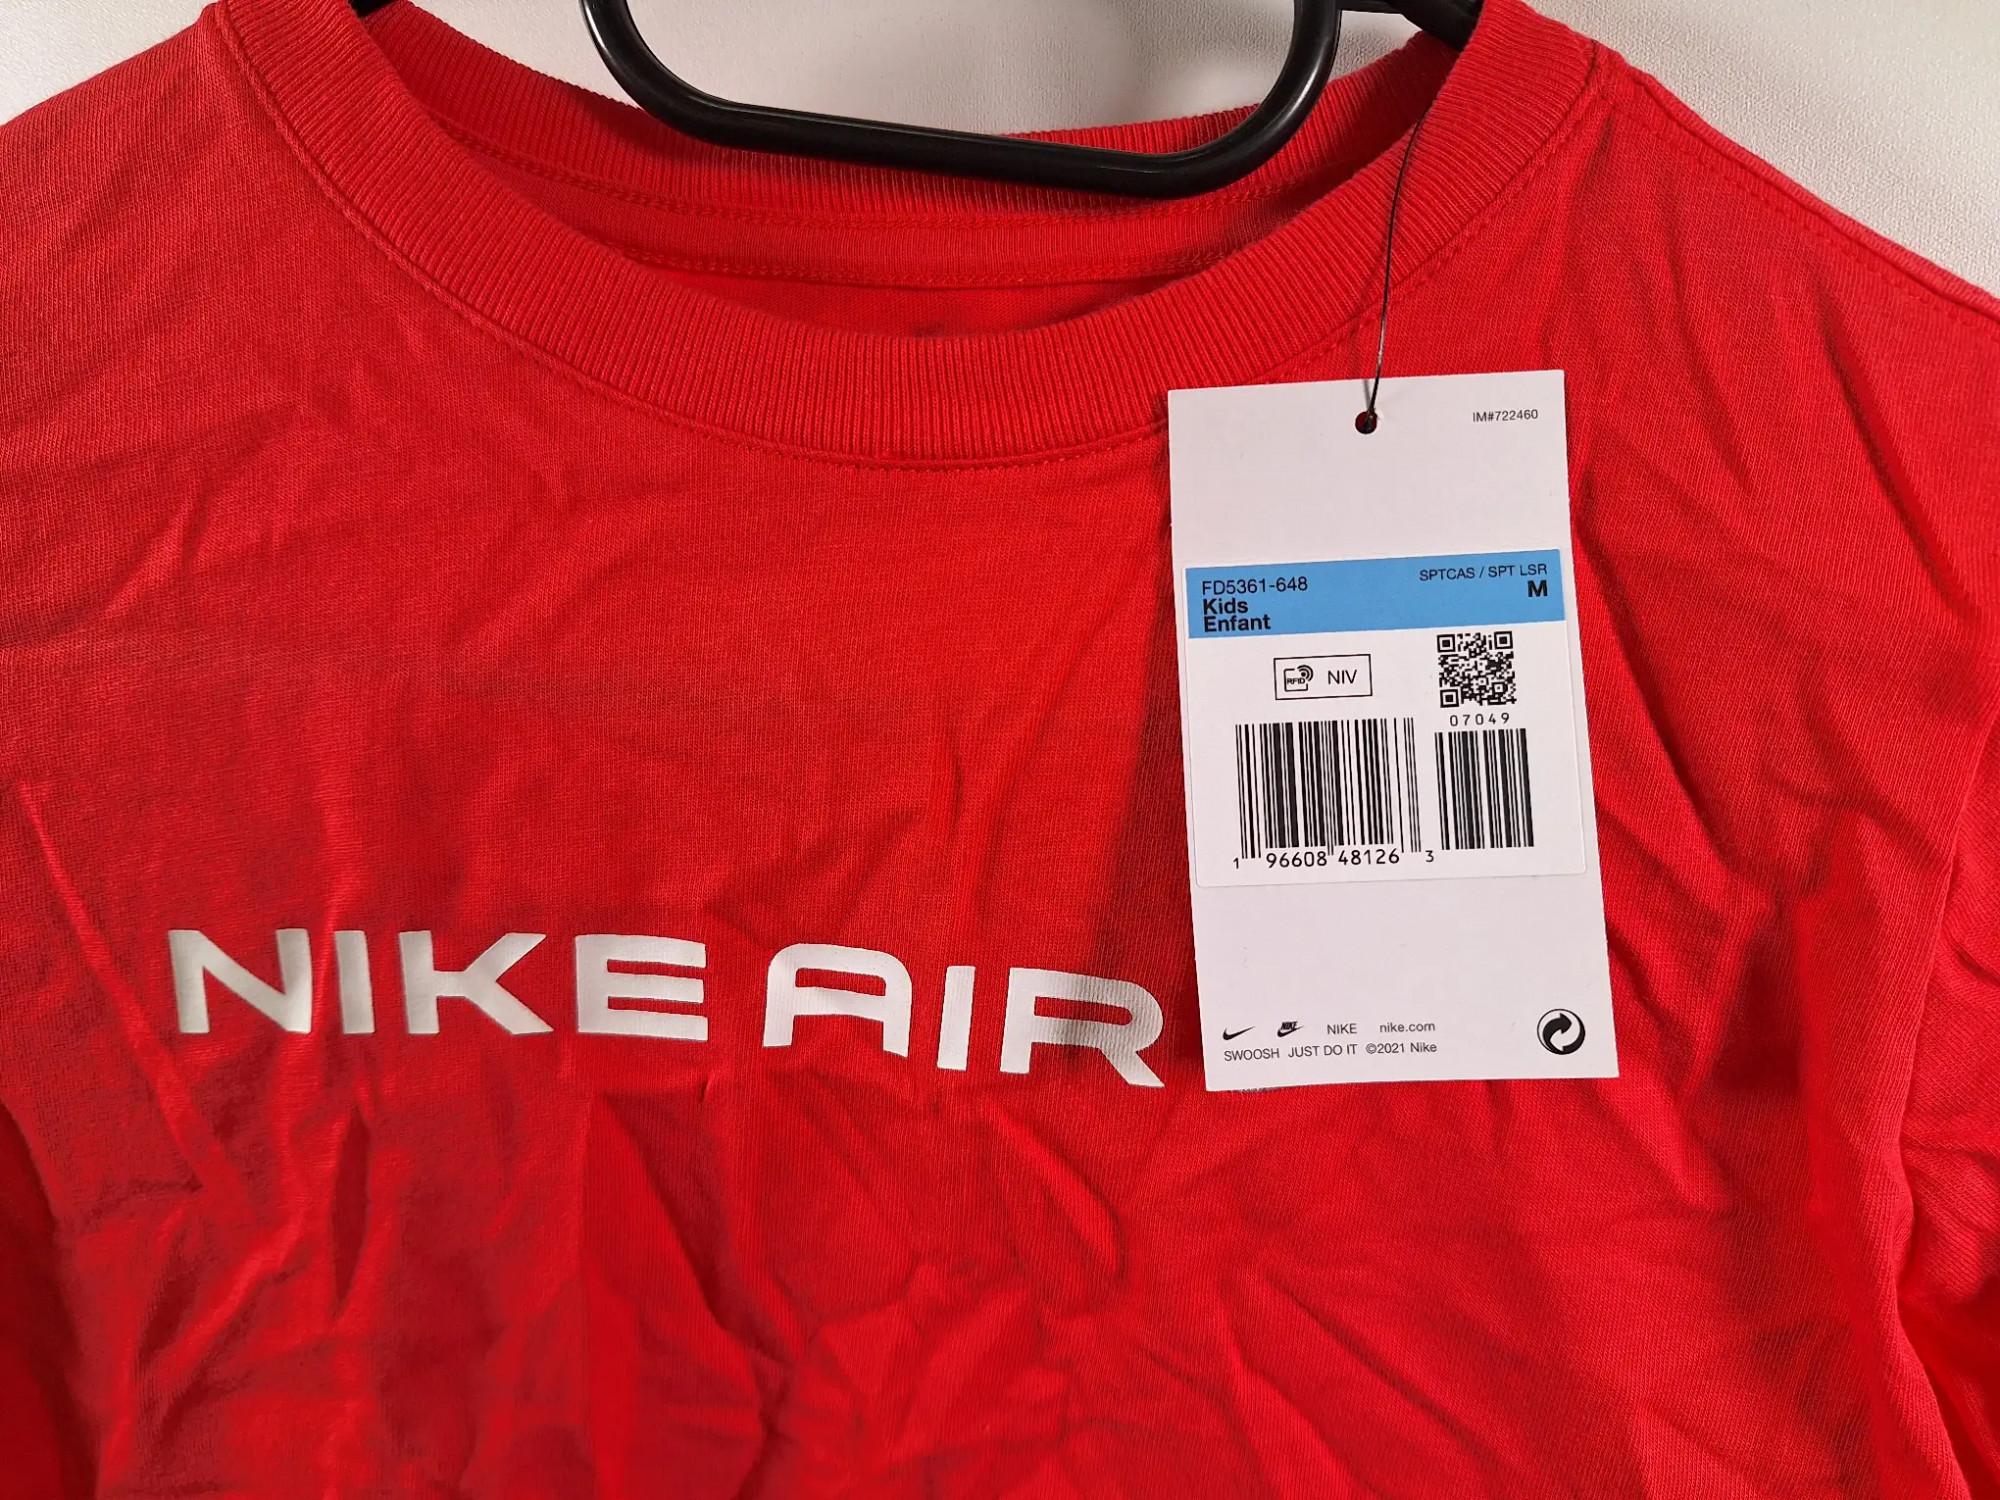 IM#722460
FD5361-648 SPTCAS / SPT LSR
Kids M
Enfant
RFID NIV
07049
1 96608 48126 3
NIKE AIR
NIKE NIKE nike.com
SWOOSH JUST DO IT ©2021 Nike